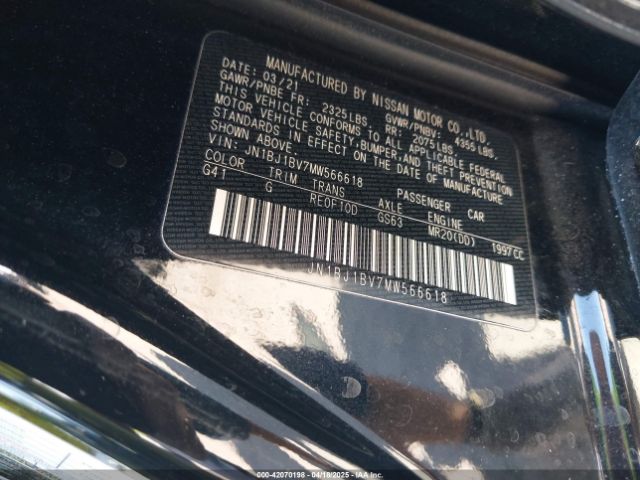 MANUFACTURED BY NISSAN MOTOR CO.,LTD.
DATE: 03/21 GVWR/PNBV: 4355 LBS.
GAWR/PNBE FR: 2325LBS. RR: 2075LBS.
THIS VEHICLE CONFORMS TO ALL APPLICABLE FEDERAL
MOTOR VEHICLE SAFETY,BUMPER,AND THEFT PREVENTION
STANDARDS IN EFFECT ON THE DATE OF MANUFACTURE
SHOWN ABOVE.
VIN: JN1BJ1BV7MW566618 PASSENGER CAR
COLOR TRIM TRANS AXLE ENGINE
G41 G RE0F10D GS63 MR20(DD) 1997CC
JN1BJ1BV7MW566618
000-42070198 - 04/18/2025 - IAAI.COM